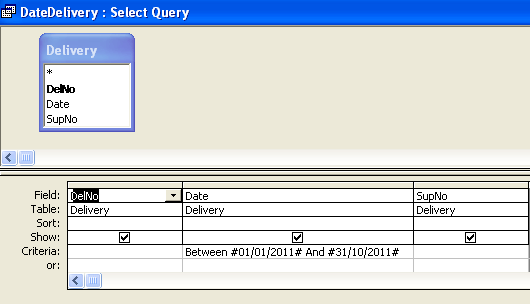 DateDelivery : Select Query
Delivery
*
DelNo
Date
SupNo
Field: DelNo Date SupNo
Table: Delivery Delivery Delivery
Sort:
Show:
Criteria: Between #01/01/2011# And #31/10/2011#
or: